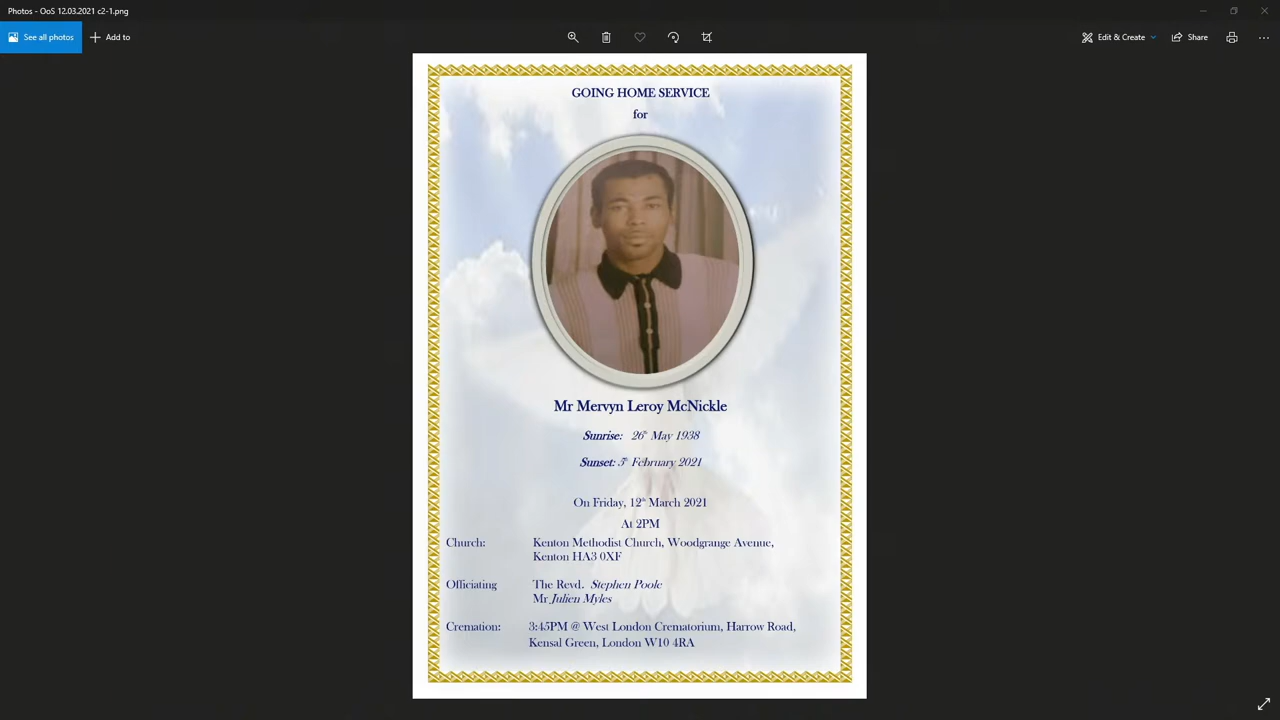 Photos - OoS 12.03.2021 c2-1.png
See all photos
Add to
Edit & Create
Share
GOING HOME SERVICE
for
Mr Mervyn Leroy McNickle
Sunrise: 26th May 1938
Sunset: 5th February 2021
On Friday, 12th March 2021
At 2PM
Church: Kenton Methodist Church, Woodgrange Avenue,
Kenton HA3 0XF
Officiating The Revd. Stephen Poole
Mr Julien Myles
Cremation: 3:45PM @ West London Crematorium, Harrow Road,
Kensal Green, London W10 4RA